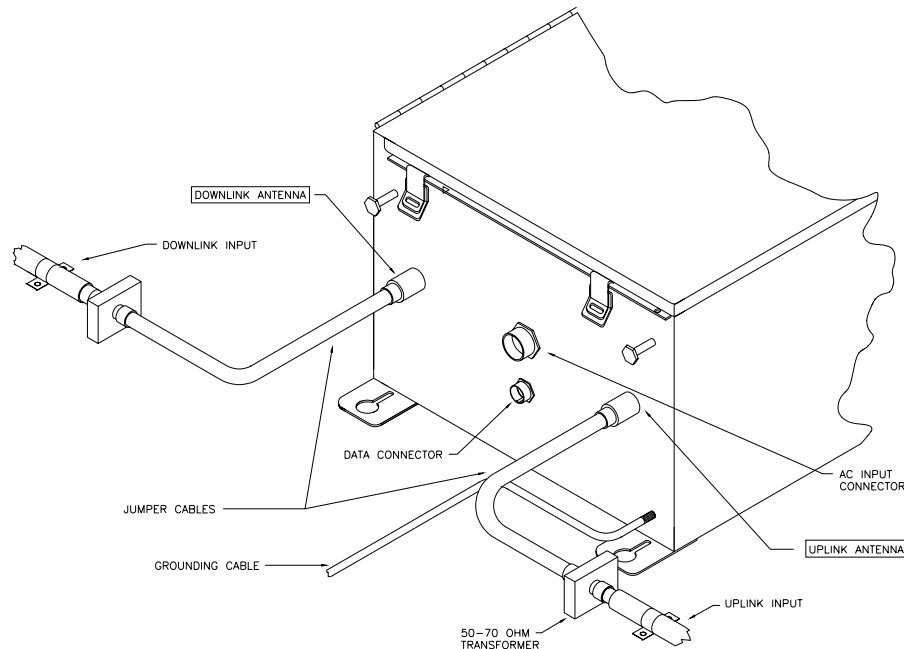 DOWNLINK ANTENNA
DOWNLINK INPUT
DATA CONNECTOR
AC INPUT
CONNECTOR
JUMPER CABLES
UPLINK ANTENNA
GROUNDING CABLE
UPLINK INPUT
50-70 OHM
TRANSFORMER